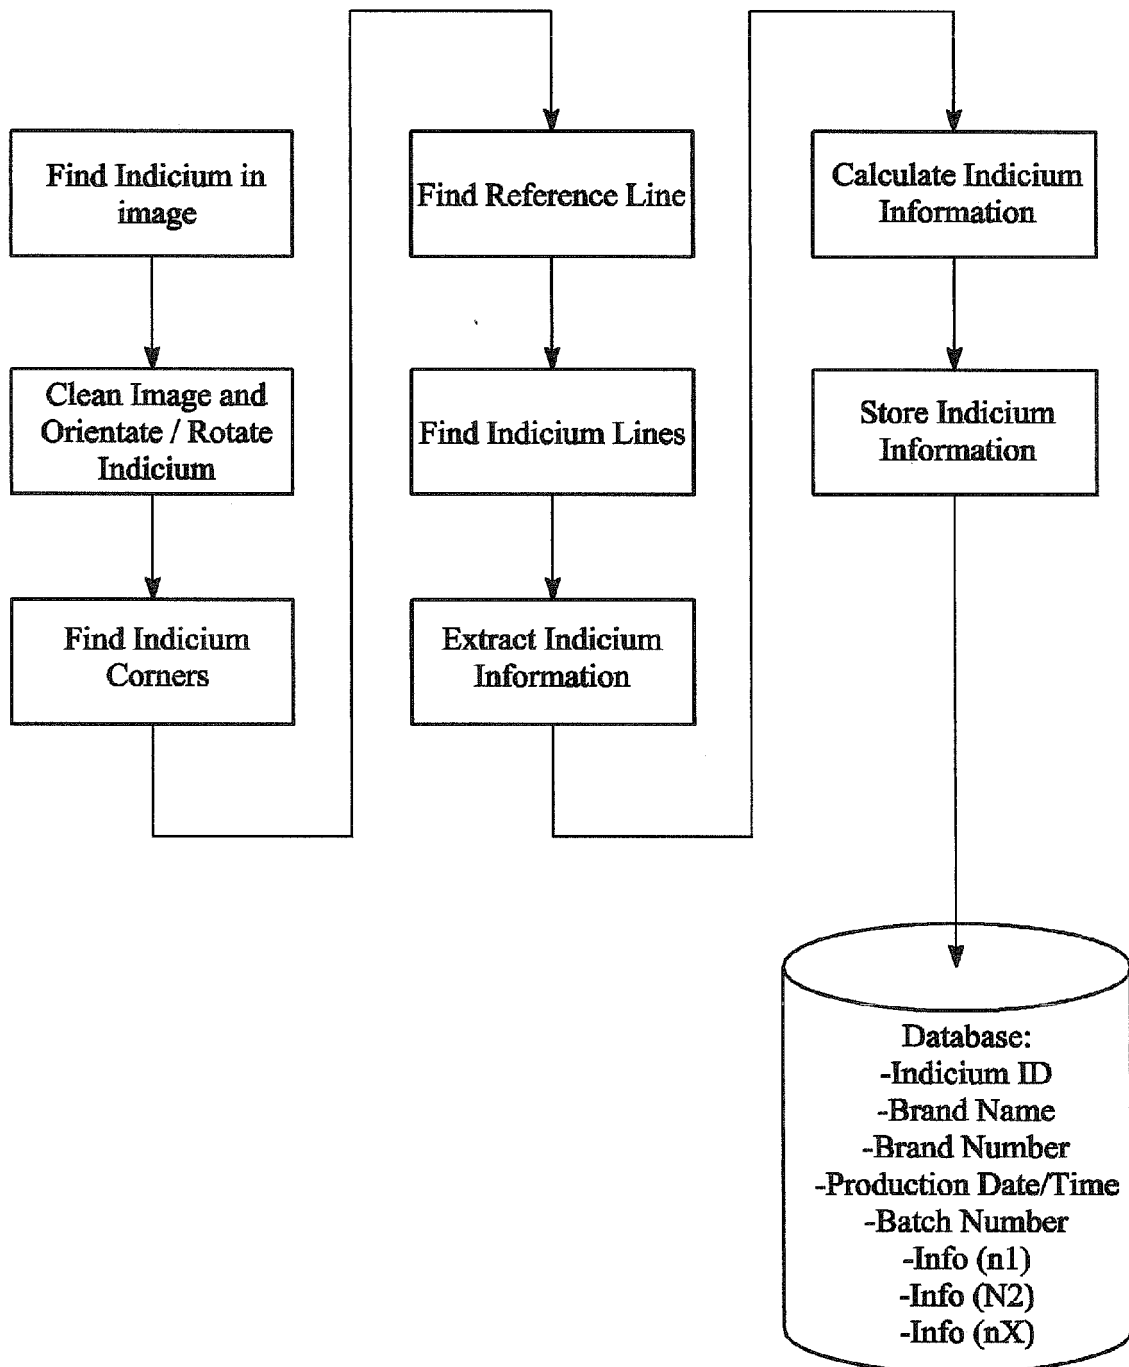 Find Indicium in
image
Clean Image and
Orientate / Rotate
Indicium
Find Indicium
Corners
Find Reference Line
Find Indicium Lines
Extract Indicium
Information
Calculate Indicium
Information
Store Indicium
Information
Database:
-Indicium ID
-Brand Name
-Brand Number
-Production Date/Time
-Batch Number
-Info (n1)
-Info (N2)
-Info (nX)